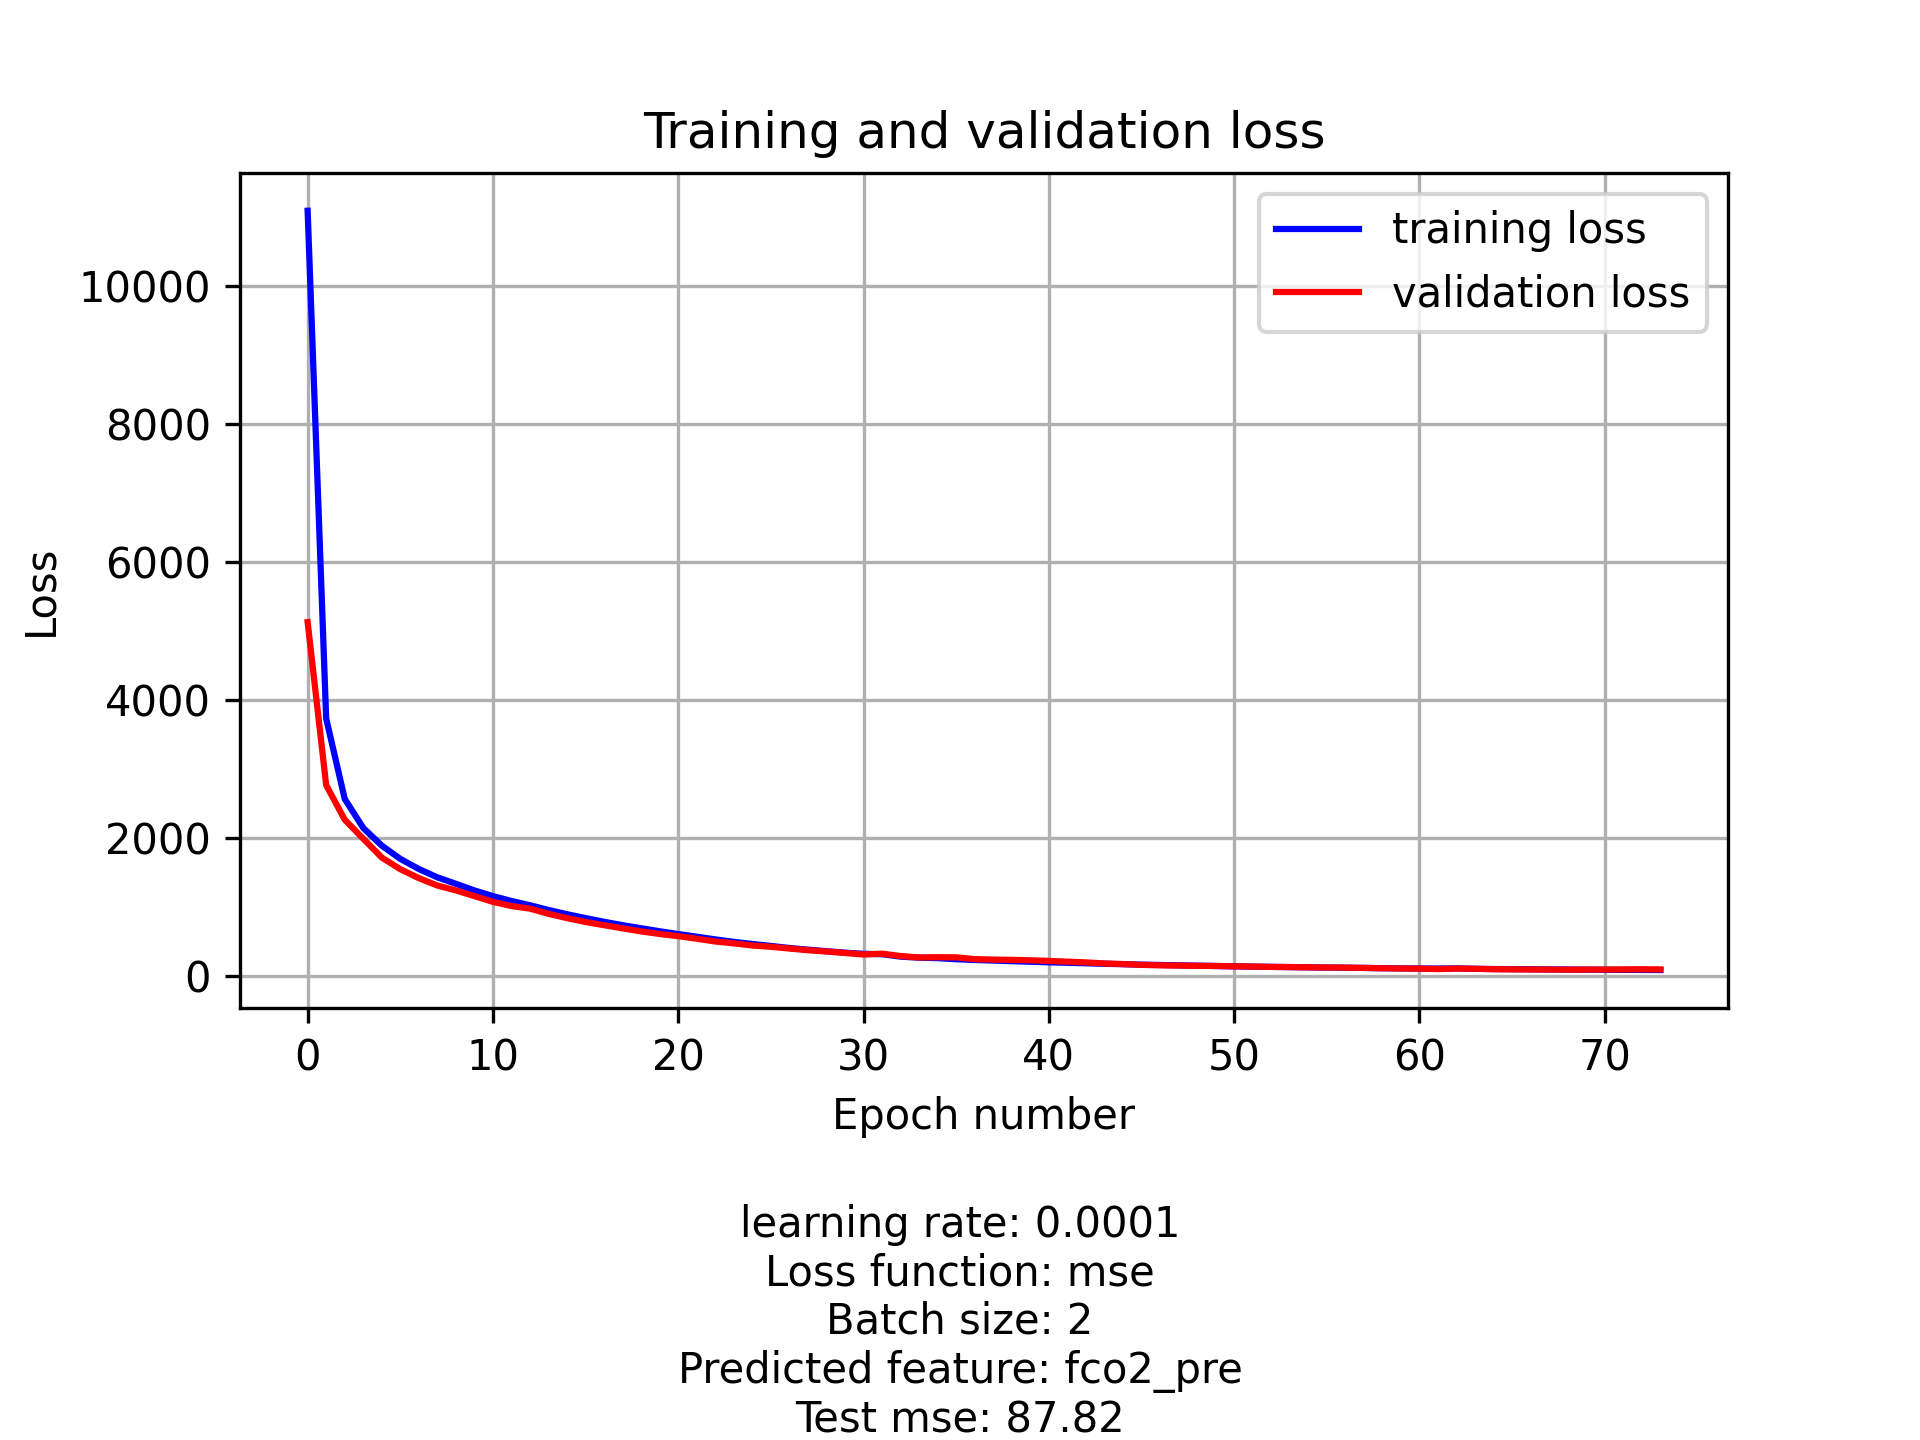 Training and validation loss
training loss
validation loss
10000
8000
6000
4000
2000
0
Loss
0 10 20 30 40 50 60 70
Epoch number
learning rate: 0.0001
Loss function: mse
Batch size: 2
Predicted feature: fco2_pre
Test mse: 87.82